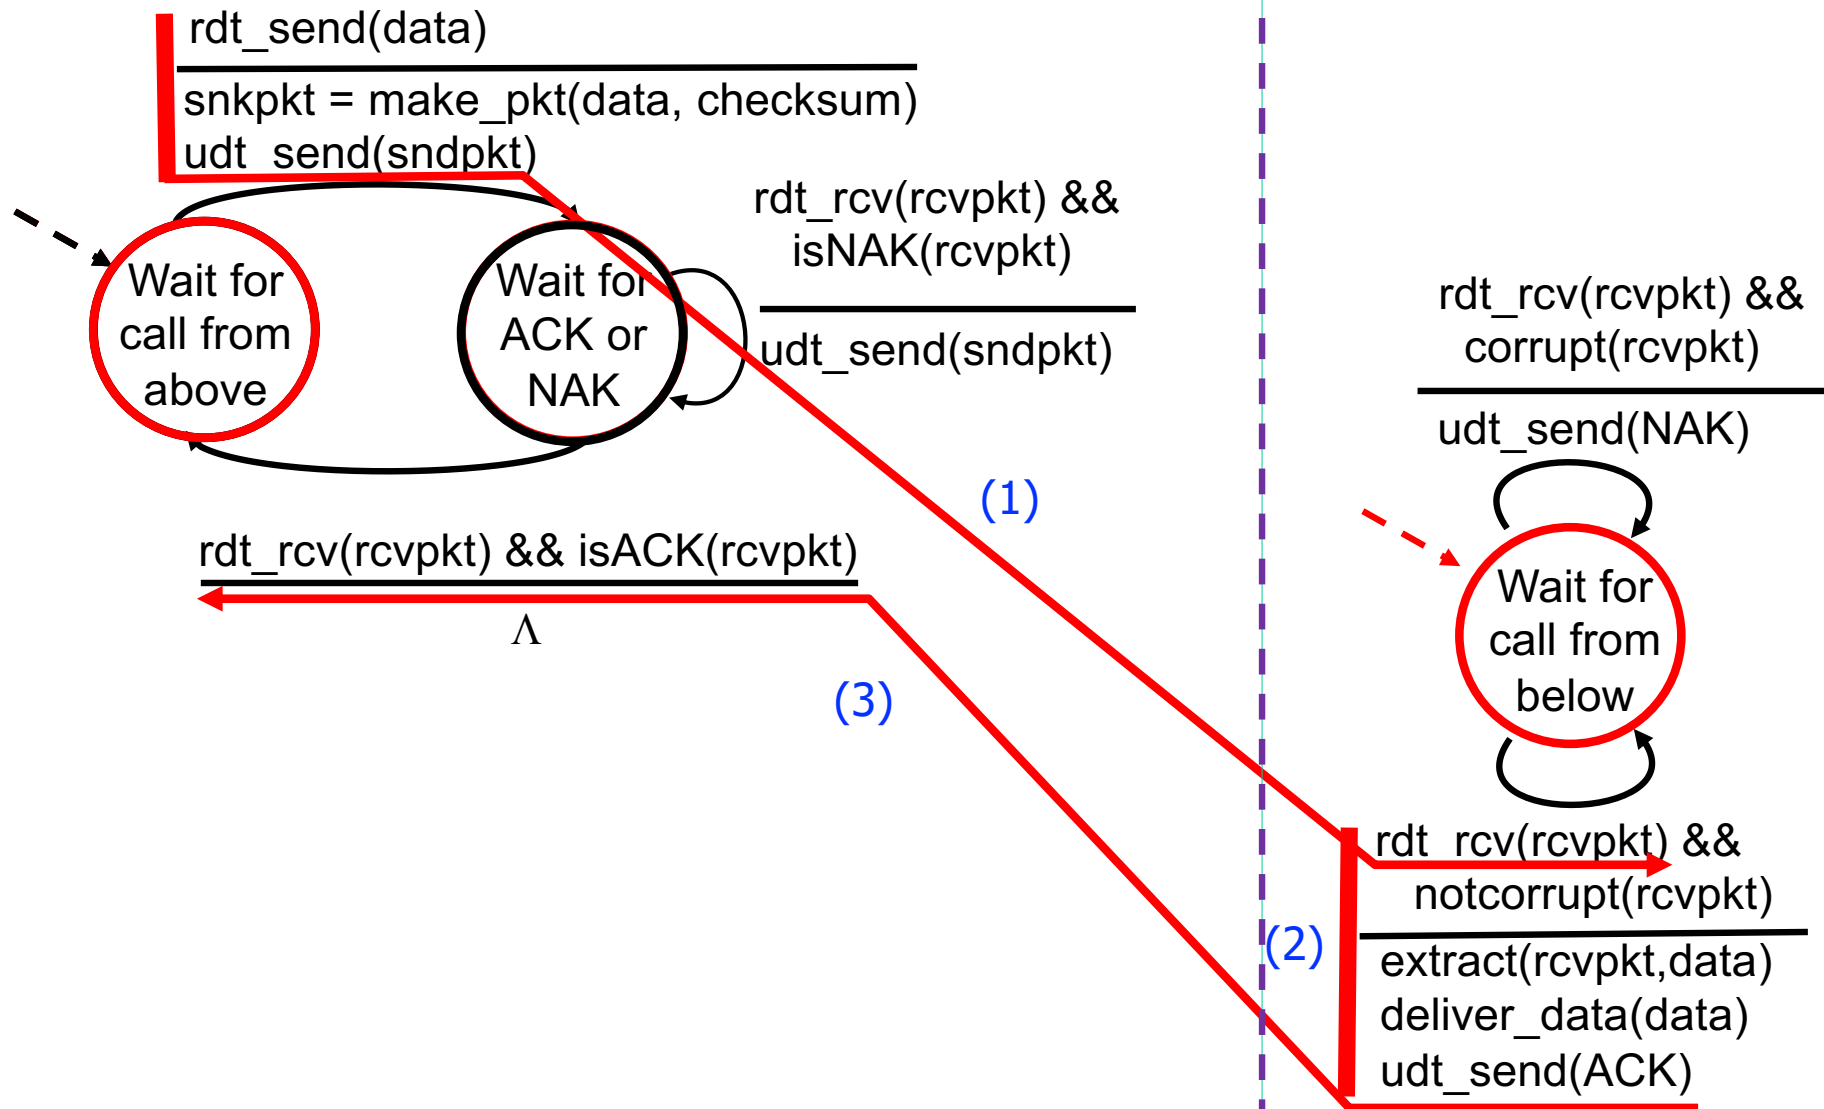 rdt_send(data)
snkpkt = make_pkt(data, checksum)
udt_send(sndpkt)
rdt_rcv(rcvpkt) &&
isNAK(rcvpkt)
udt_send(sndpkt)
Wait for
call from
above
Wait for
ACK or
NAK
rdt_rcv(rcvpkt) && isACK(rcvpkt)
Λ
(1)
(3)
(2)
rdt_rcv(rcvpkt) &&
corrupt(rcvpkt)
udt_send(NAK)
Wait for
call from
below
rdt_rcv(rcvpkt) &&
notcorrupt(rcvpkt)
extract(rcvpkt,data)
deliver_data(data)
udt_send(ACK)